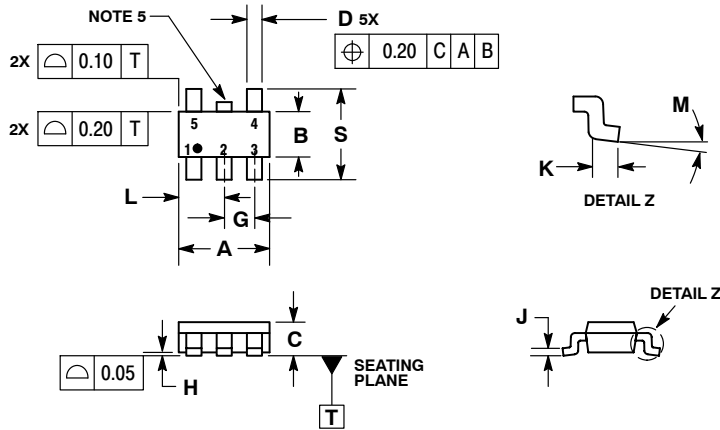 NOTE 5
D 5X
0.20 C A B
2X 0.10 T
2X 0.20 T
5 4
1 2 3
B
S
L
G
A
M
K
DETAIL Z
C
0.05
H
SEATING
PLANE
T
J
DETAIL Z